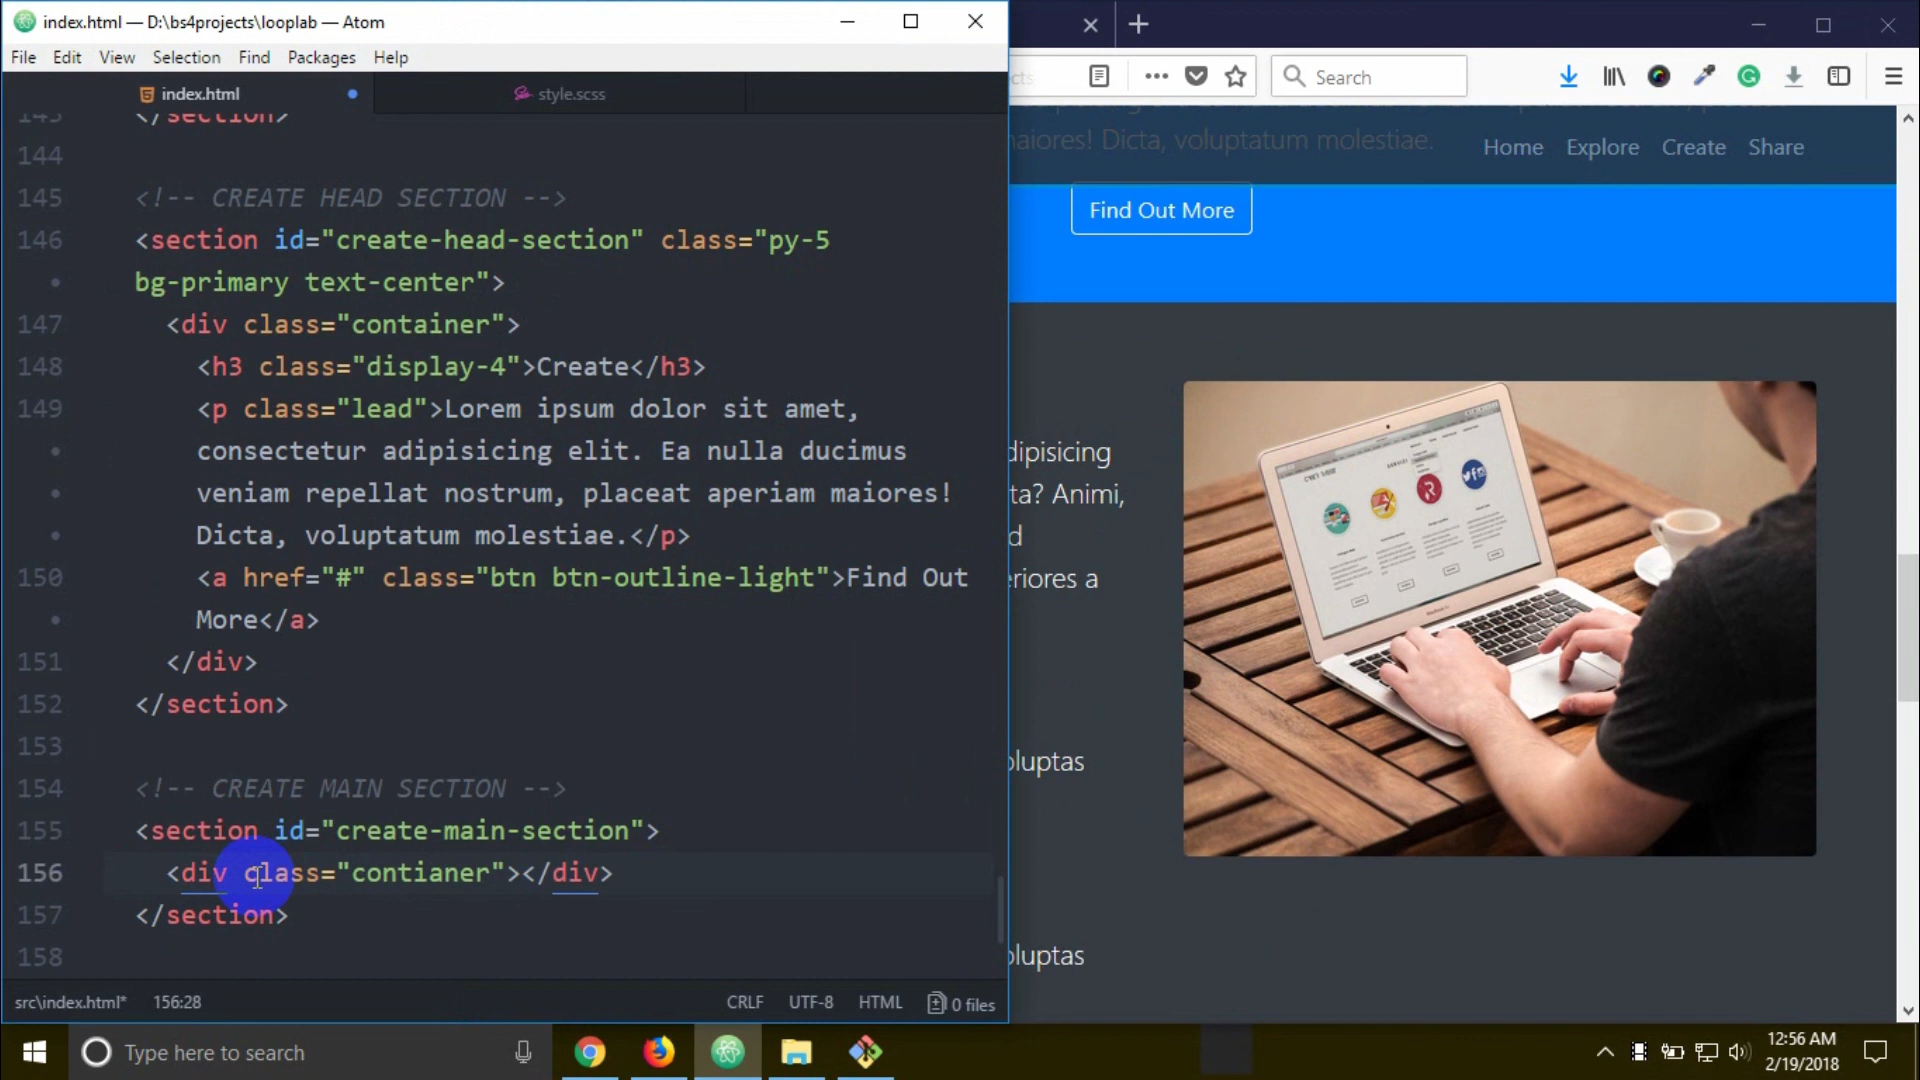 index.html — D:\bs4projects\looplab — Atom
File Edit View Selection Find Packages Help
index.html
style.scss
Search
143 </section>
144
145 <!-- CREATE HEAD SECTION -->
146 <section id="create-head-section" class="py-5
bg-primary text-center">
147 <div class="container">
148 <h3 class="display-4">Create</h3>
149 <p class="lead">Lorem ipsum dolor sit amet,
consectetur adipisicing elit. Ea nulla ducimus
veniam repellat nostrum, placeat aperiam maiores!
Dicta, voluptatum molestiae.</p>
150 <a href="#" class="btn btn-outline-light">Find Out
More</a>
151 </div>
152 </section>
153
154 <!-- CREATE MAIN SECTION -->
155 <section id="create-main-section">
156 <div class="contianer"></div>
157 </section>
158
src\index.html* 156:28 CRLF UTF-8 HTML 0 files
maiores! Dicta, voluptatum molestiae.
Home Explore Create Share
Find Out More
dipisicing
ta? Animi,
d
eriores a
oluptas
oluptas
Type here to search
12:56 AM
2/19/2018